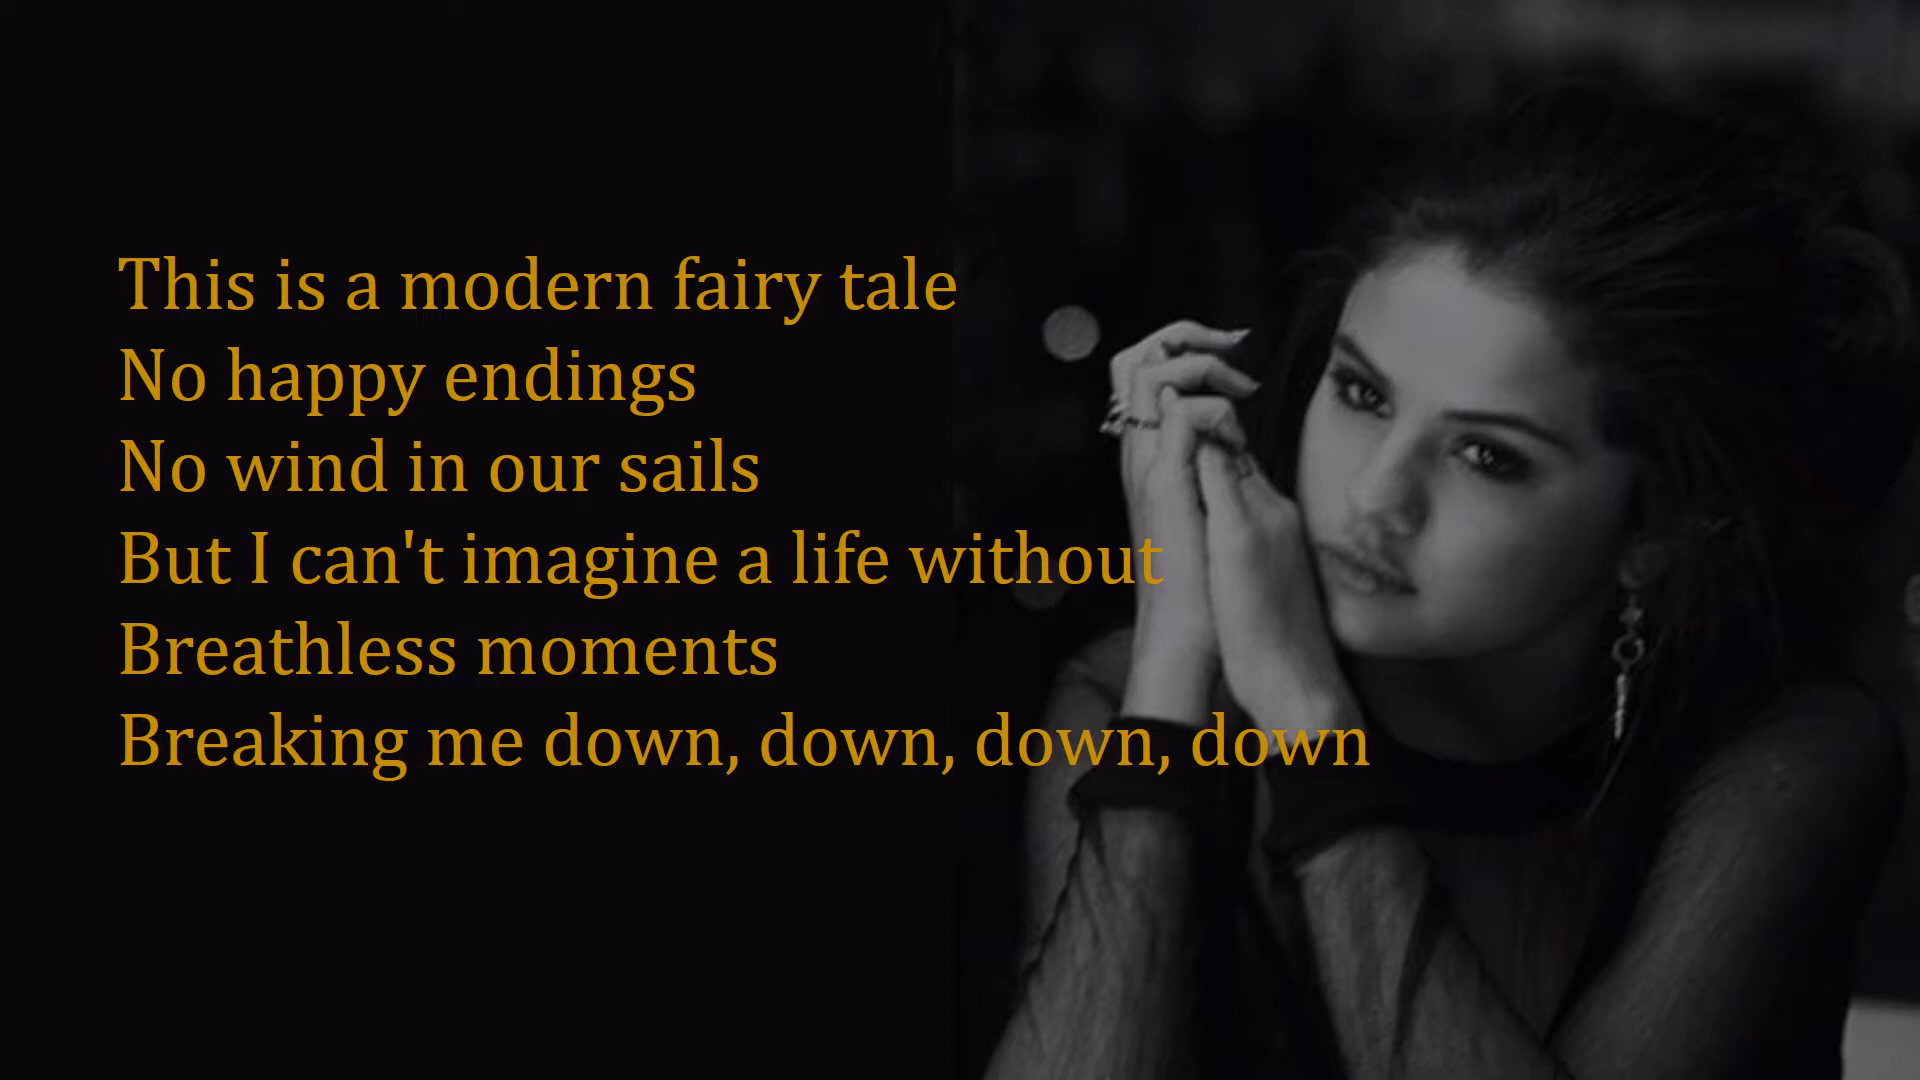 This is a modern fairy tale
No happy endings
No wind in our sails
But I can't imagine a life without
Breathless moments
Breaking me down, down, down, down